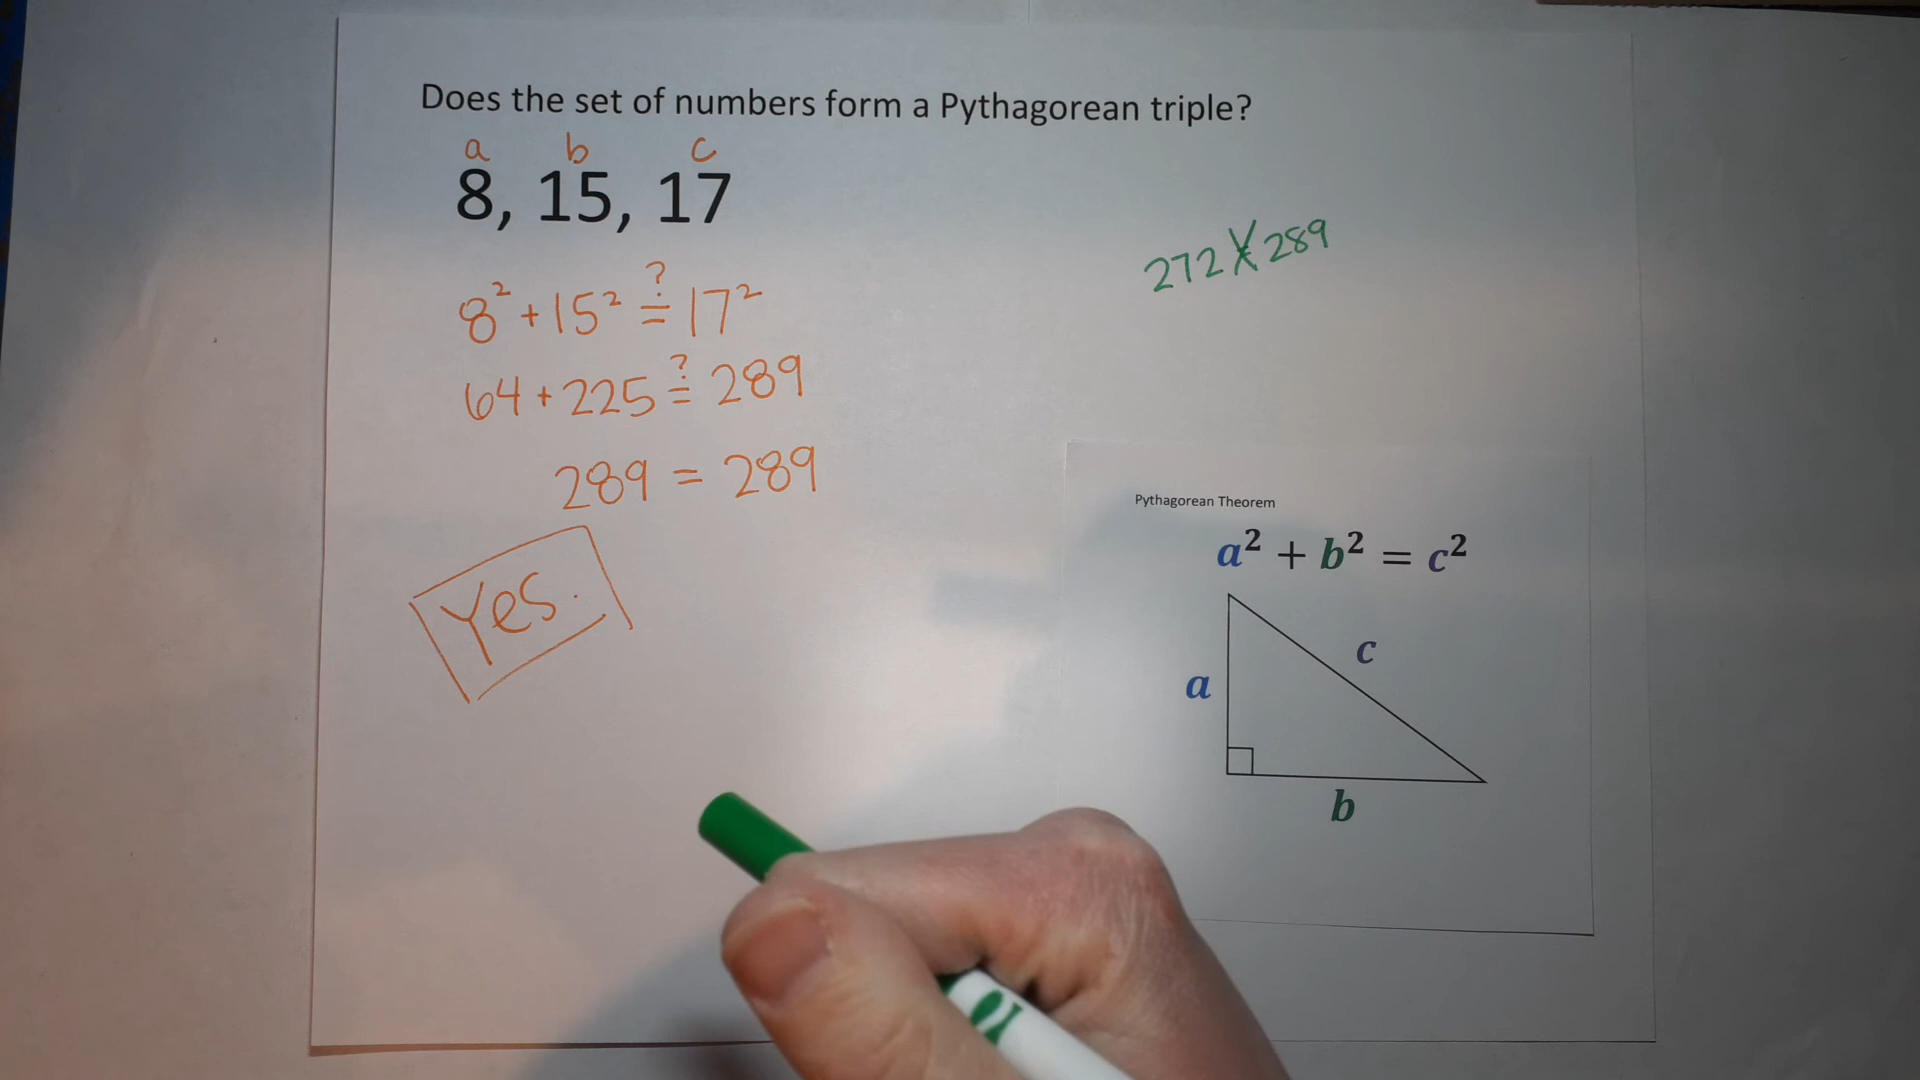 Does the set of numbers form a Pythagorean triple?
a b c
8, 15, 17
272 ≠ 289
8² + 15² ≟ 17²
64 + 225 ≟ 289
289 = 289
Pythagorean Theorem
a² + b² = c²
Yes.
c
a
b